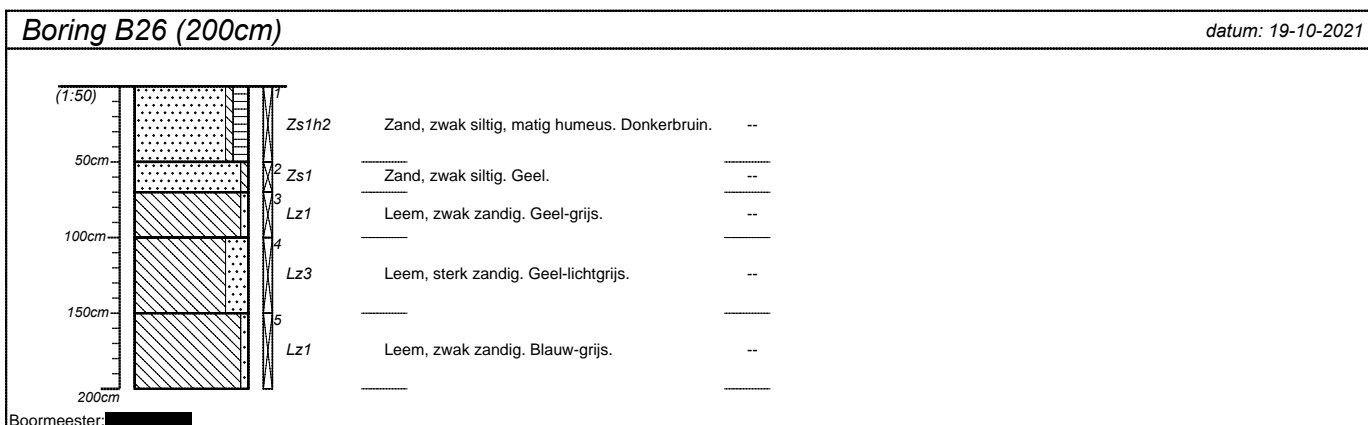 Boring B26 (200cm) datum: 19-10-2021
(1:50)
1
Zs1h2 Zand, zwak siltig, matig humeus. Donkerbruin. --
50cm
2 Zs1 Zand, zwak siltig. Geel. --
3
Lz1 Leem, zwak zandig. Geel-grijs. --
100cm
4
Lz3 Leem, sterk zandig. Geel-lichtgrijs. --
150cm
5
Lz1 Leem, zwak zandig. Blauw-grijs. --
200cm
Boormeester: